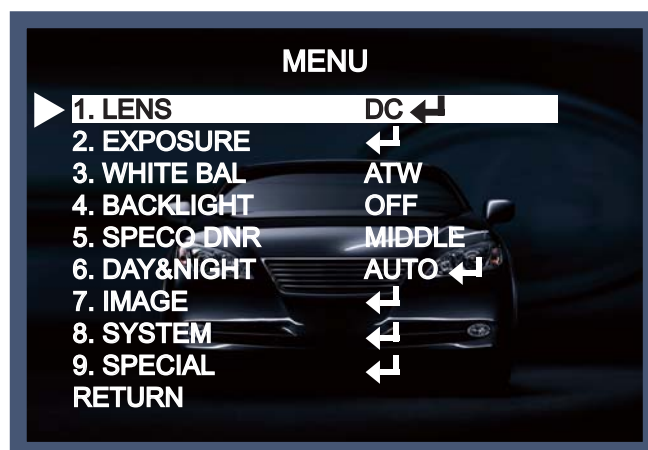 MENU
1. LENS DC
2. EXPOSURE
3. WHITE BAL ATW
4. BACKLIGHT OFF
5. SPECO DNR MIDDLE
6. DAY&NIGHT AUTO
7. IMAGE
8. SYSTEM
9. SPECIAL
RETURN